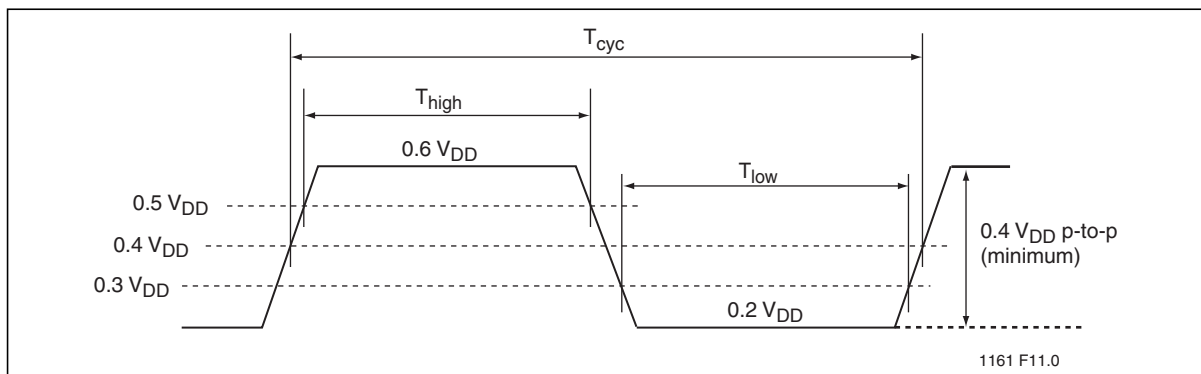 Tcyc
Thigh
0.6 VDD
Tlow
0.5 VDD
0.4 VDD
0.4 VDD p-to-p
(minimum)
0.3 VDD
0.2 VDD
1161 F11.0